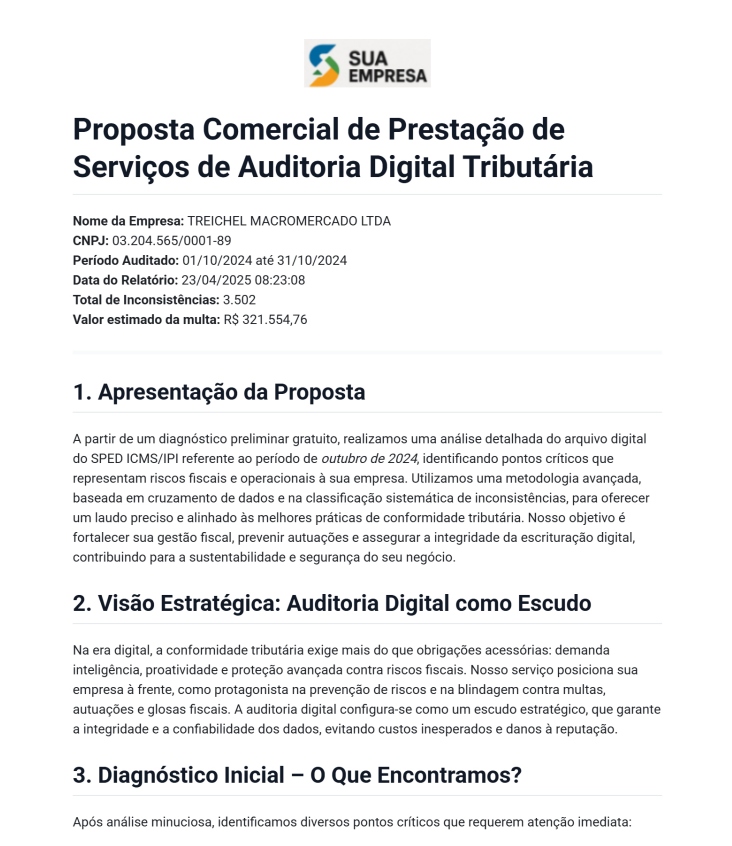 SUA
EMPRESA
Proposta Comercial de Prestação de
Serviços de Auditoria Digital Tributária
Nome da Empresa: TREICHEL MACROMERCADO LTDA
CNPJ: 03.204.565/0001-89
Período Auditado: 01/10/2024 até 31/10/2024
Data do Relatório: 23/04/2025 08:23:08
Total de Inconsistências: 3.502
Valor estimado da multa: R$ 321.554,76
1. Apresentação da Proposta
A partir de um diagnóstico preliminar gratuito, realizamos uma análise detalhada do arquivo digital
do SPED ICMS/IPI referente ao período de outubro de 2024, identificando pontos críticos que
representam riscos fiscais e operacionais à sua empresa. Utilizamos uma metodologia avançada,
baseada em cruzamento de dados e na classificação sistemática de inconsistências, para oferecer
um laudo preciso e alinhado às melhores práticas de conformidade tributária. Nosso objetivo é
fortalecer sua gestão fiscal, prevenir autuações e assegurar a integridade da escrituração digital,
contribuindo para a sustentabilidade e segurança do seu negócio.
2. Visão Estratégica: Auditoria Digital como Escudo
Na era digital, a conformidade tributária exige mais do que obrigações acessórias: demanda
inteligência, proatividade e proteção avançada contra riscos fiscais. Nosso serviço posiciona sua
empresa à frente, como protagonista na prevenção de riscos e na blindagem contra multas,
autuações e glosas fiscais. A auditoria digital configura-se como um escudo estratégico, que garante
a integridade e a confiabilidade dos dados, evitando custos inesperados e danos à reputação.
3. Diagnóstico Inicial – O Que Encontramos?
Após análise minuciosa, identificamos diversos pontos críticos que requerem atenção imediata: